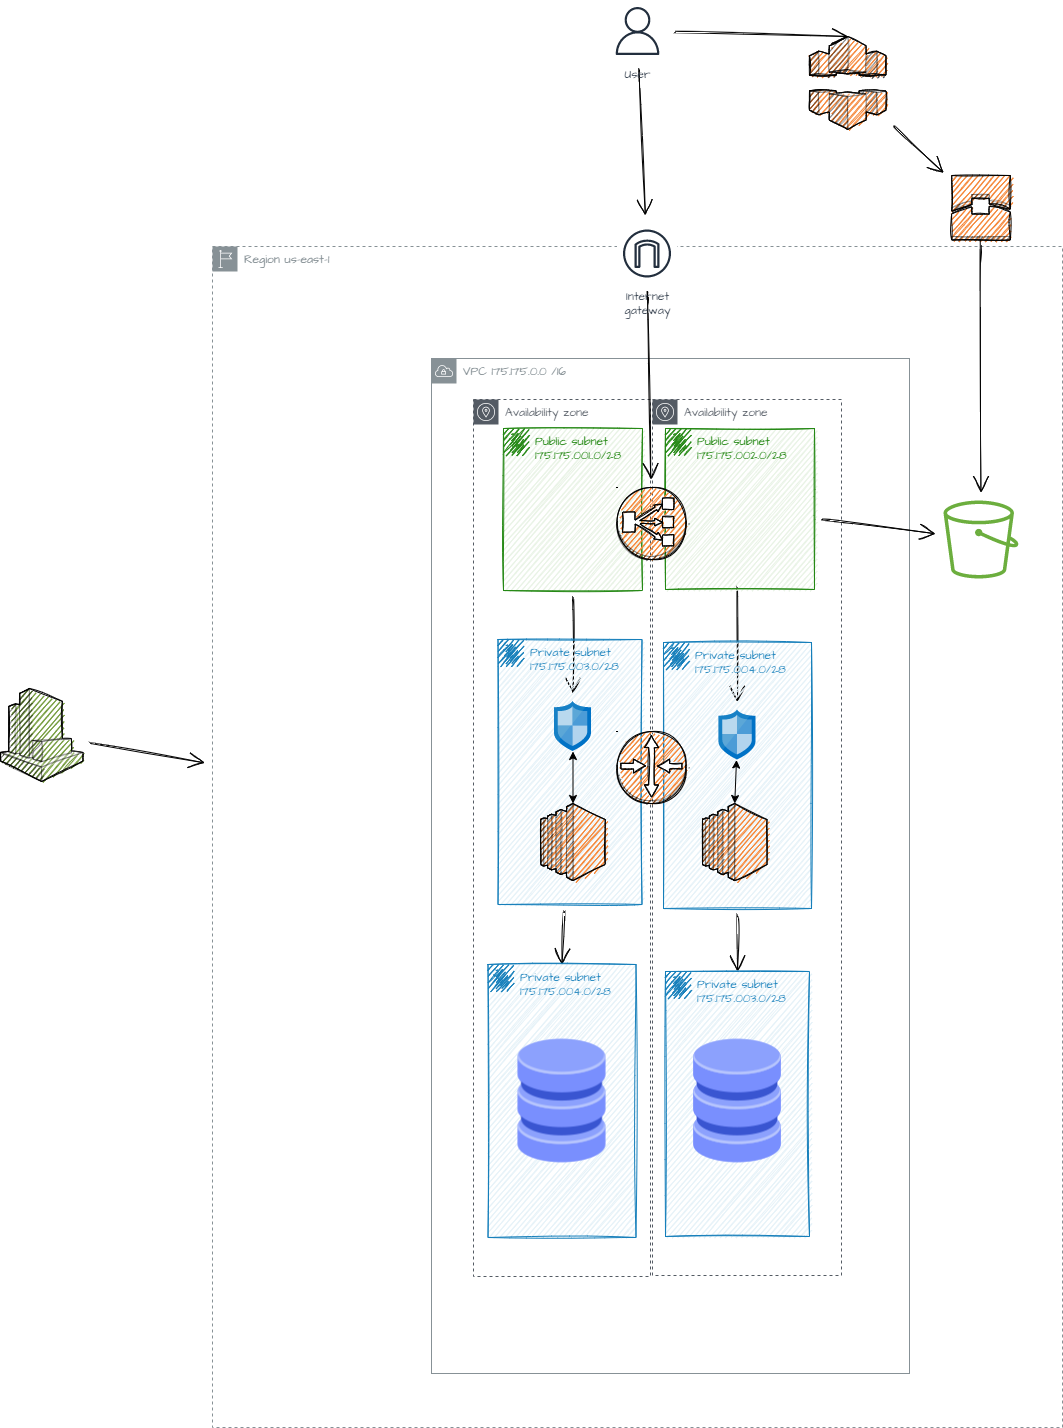 User
Region us-east-1
Internet
gateway
VPC 175.175.0.0 /16
Availability zone
Availability zone
Public subnet
175.175.001.0/28
Public subnet
175.175.002.0/28
Private subnet
175.175.003.0/28
Private subnet
175.175.004.0/28
Private subnet
175.175.004.0/28
Private subnet
175.175.003.0/28